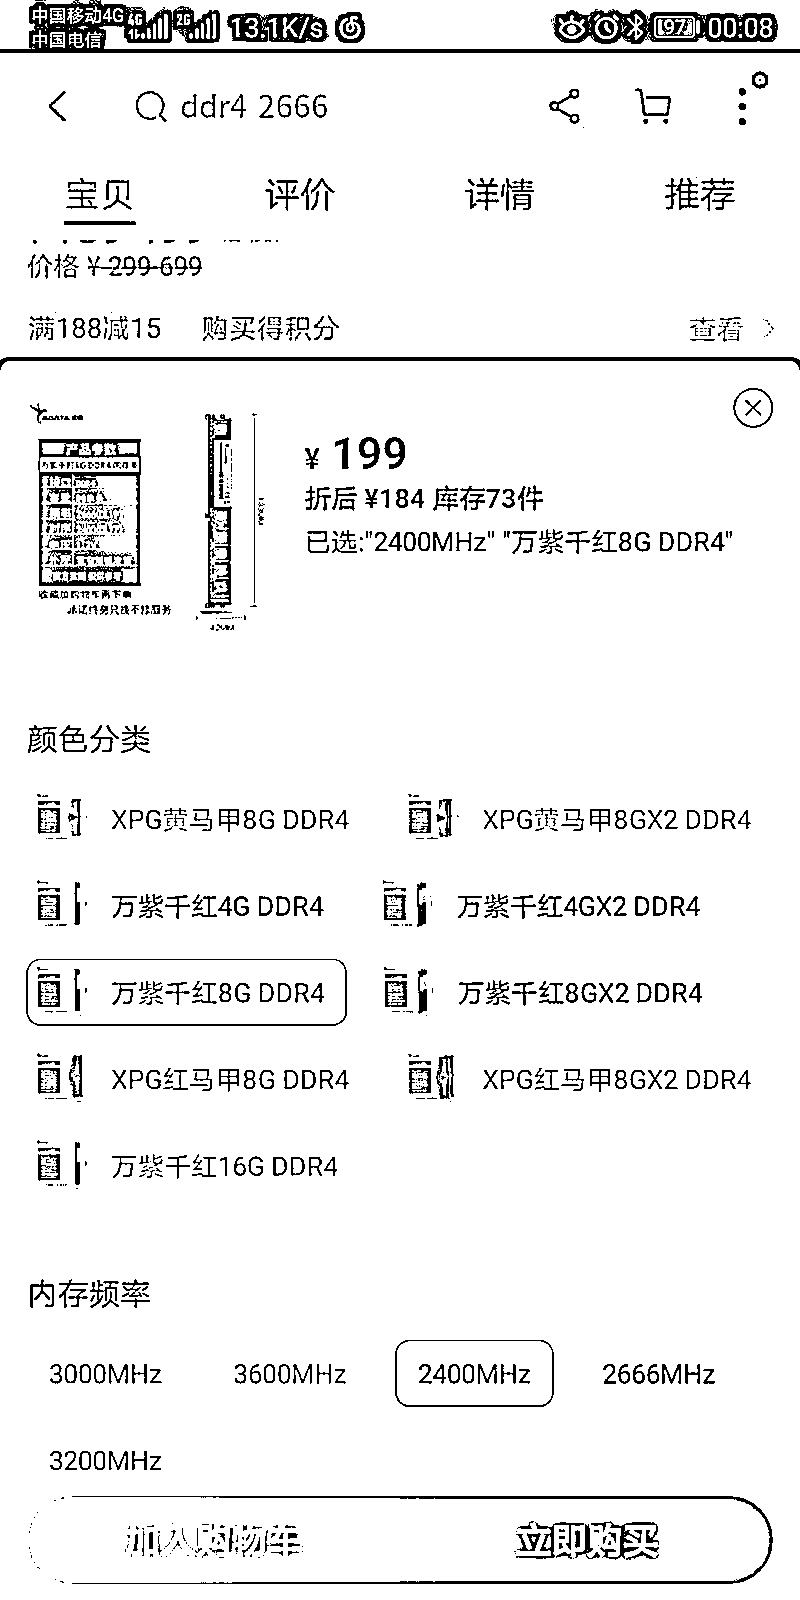 中国移动4G 4G 2G 13.1K/s 97 00:08
中国电信
ddr4 2666
宝贝 评价 详情 推荐
价格 ¥299-699
满188减15 购买得积分 查看
¥ 199
折后 ¥184 库存73件
已选:"2400MHz" "万紫千红8G DDR4"
产品参数
颜色分类
XPG黄马甲8G DDR4 XPG黄马甲8GX2 DDR4
万紫千红4G DDR4 万紫千红4GX2 DDR4
万紫千红8G DDR4 万紫千红8GX2 DDR4
XPG红马甲8G DDR4 XPG红马甲8GX2 DDR4
万紫千红16G DDR4
内存频率
3000MHz 3600MHz 2400MHz 2666MHz
3200MHz
加入购物车 立即购买